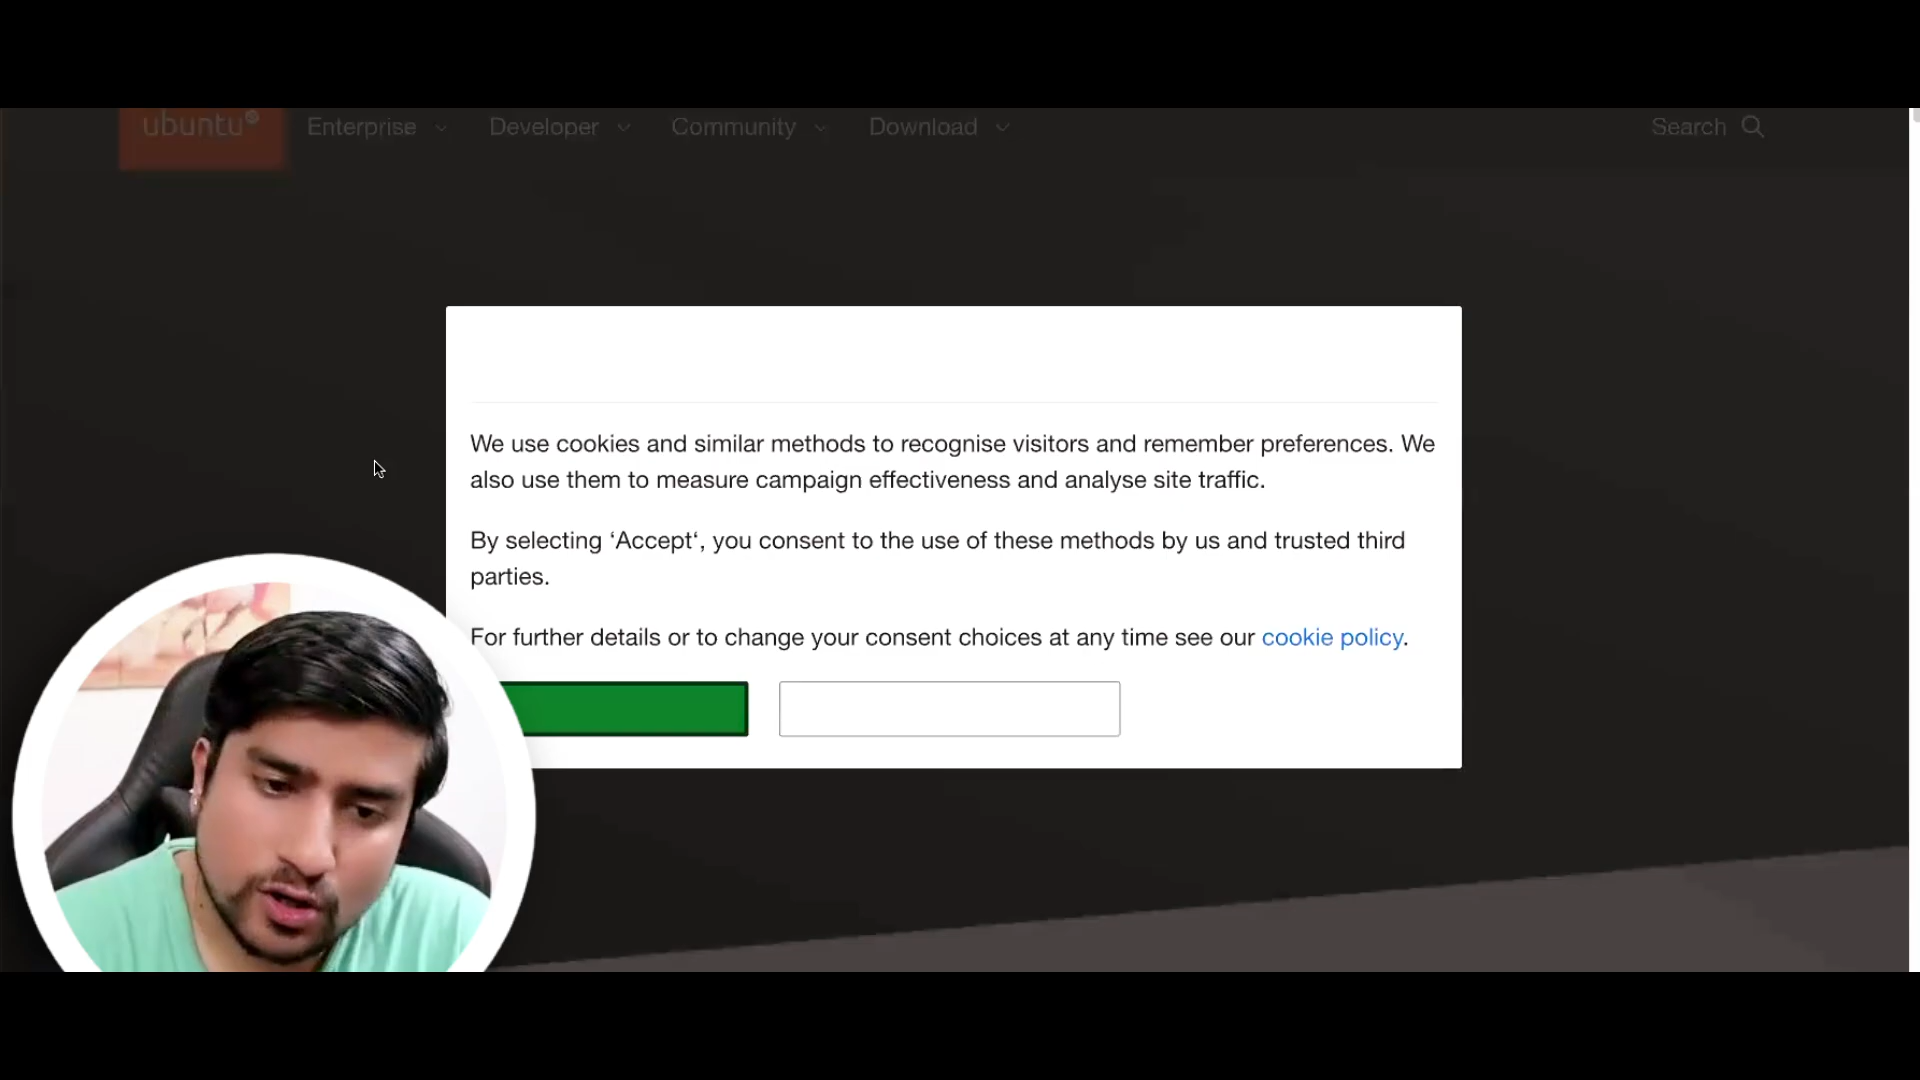 ubuntu Enterprise Developer Community Download Search
We use cookies and similar methods to recognise visitors and remember preferences. We
also use them to measure campaign effectiveness and analyse site traffic.
By selecting ‘Accept‘, you consent to the use of these methods by us and trusted third
parties.
For further details or to change your consent choices at any time see our cookie policy.